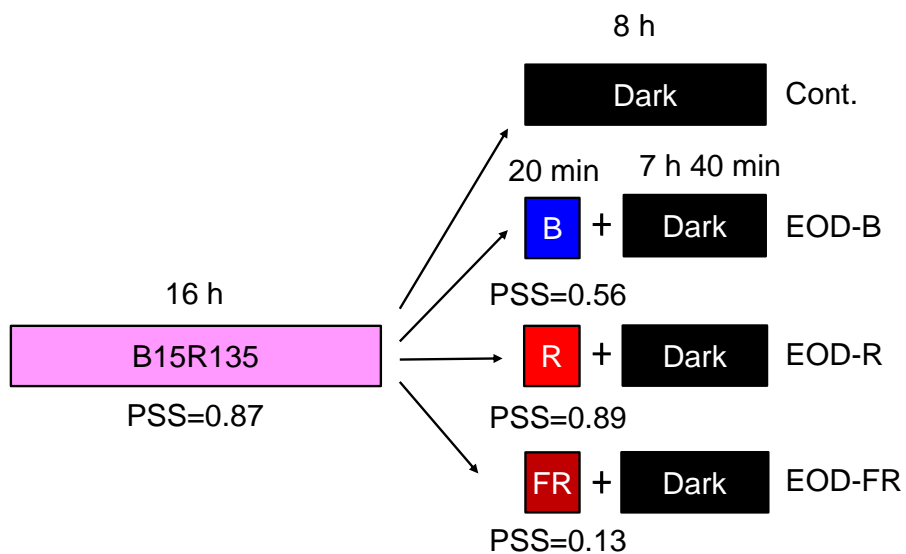 8 h
Dark Cont.
20 min 7 h 40 min
B + Dark EOD-B
PSS=0.56
16 h
B15R135
PSS=0.87
R + Dark EOD-R
PSS=0.89
FR + Dark EOD-FR
PSS=0.13